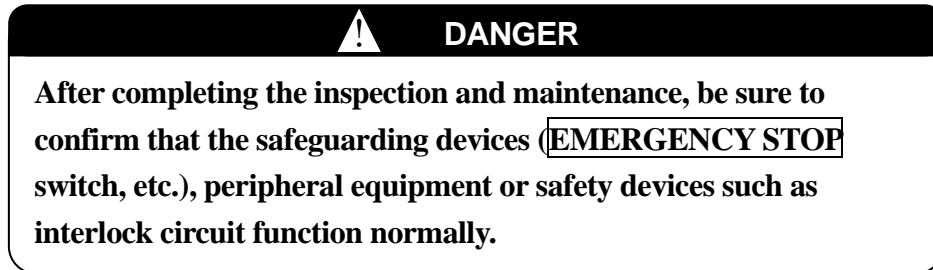 DANGER
After completing the inspection and maintenance, be sure to
confirm that the safeguarding devices (EMERGENCY STOP
switch, etc.), peripheral equipment or safety devices such as
interlock circuit function normally.